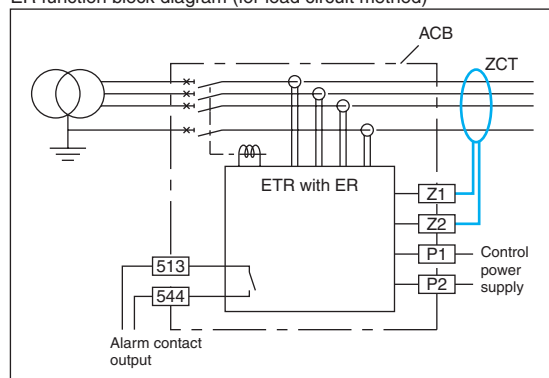 ER function block diagram (for load circuit method)
ACB
ZCT
ETR with ER
Z1
Z2
P1
P2
Control
power
supply
513
544
Alarm contact
output